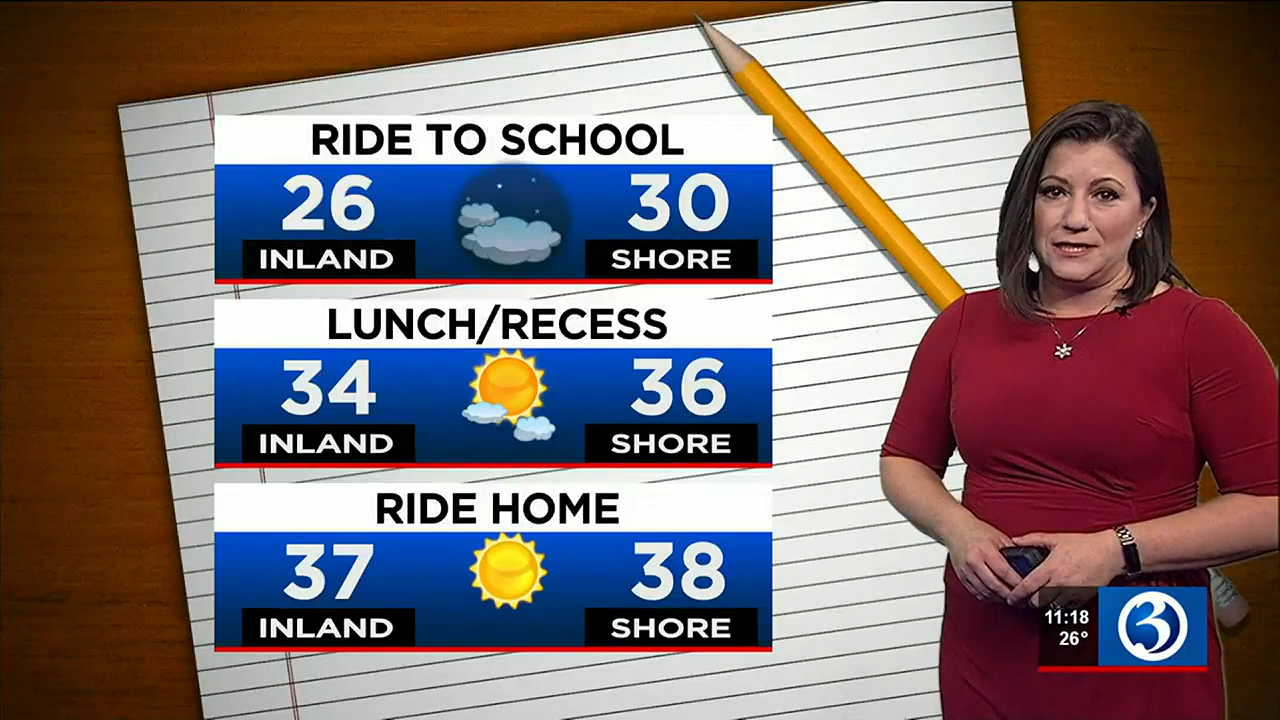 RIDE TO SCHOOL
26 30
INLAND SHORE
LUNCH/RECESS
34 36
INLAND SHORE
RIDE HOME
37 38
INLAND SHORE
11:18
26°
3